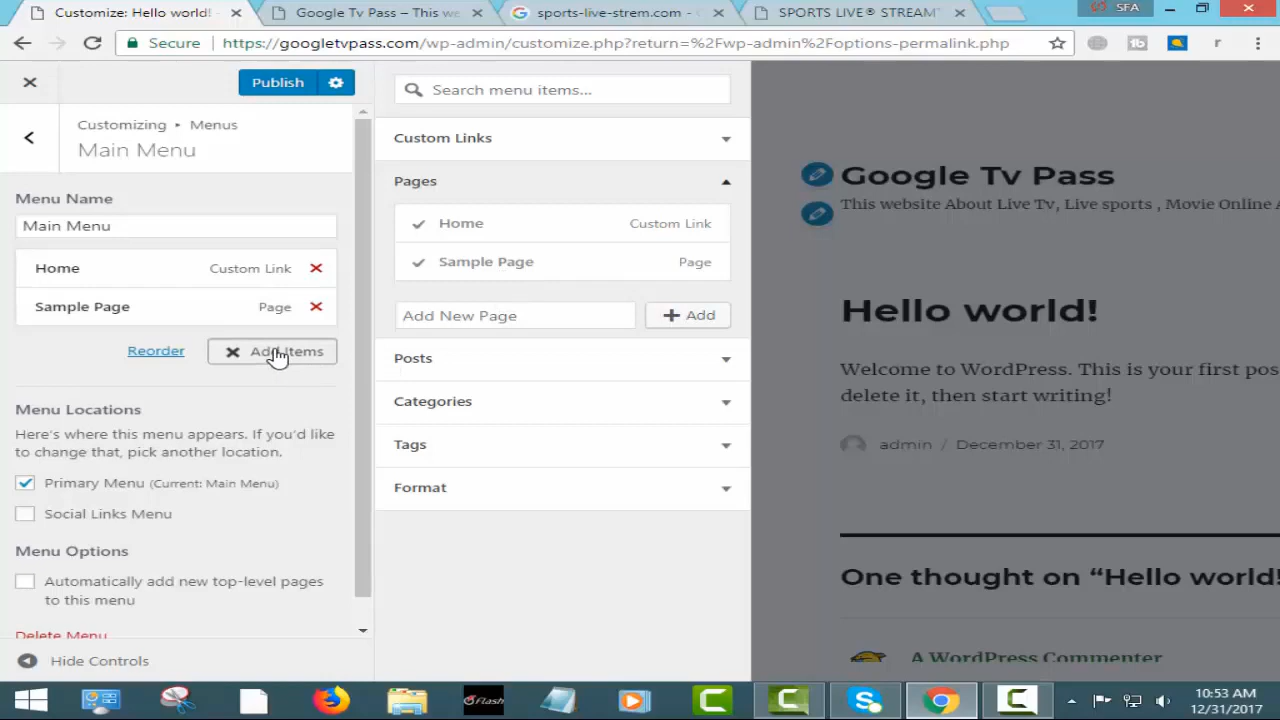 Customize: Hello world! -
Google Tv Pass – This we
sports-live-strem.com -
SPORTS LIVE® STREAM
SFA
Secure
https://googletvpass.com/wp-admin/customize.php?return=%2Fwp-admin%2Foptions-permalink.php
Publish
Customizing ▸ Menus
Main Menu
Menu Name
Main Menu
Home Custom Link
Sample Page Page
Reorder
Add Items
Menu Locations
Here's where this menu appears. If you'd like
to change that, pick another location.
Primary Menu (Current: Main Menu)
Social Links Menu
Menu Options
Automatically add new top-level pages
to this menu
Delete Menu
Hide Controls
Search menu items...
Custom Links
Pages
Home Custom Link
Sample Page Page
Add New Page
Add
Posts
Categories
Tags
Format
Google Tv Pass
This website About Live Tv, Live sports , Movie Online
Hello world!
Welcome to WordPress. This is your first pos
delete it, then start writing!
admin / December 31, 2017
One thought on “Hello world!
A WordPress Commenter
Flash
10:53 AM
12/31/2017